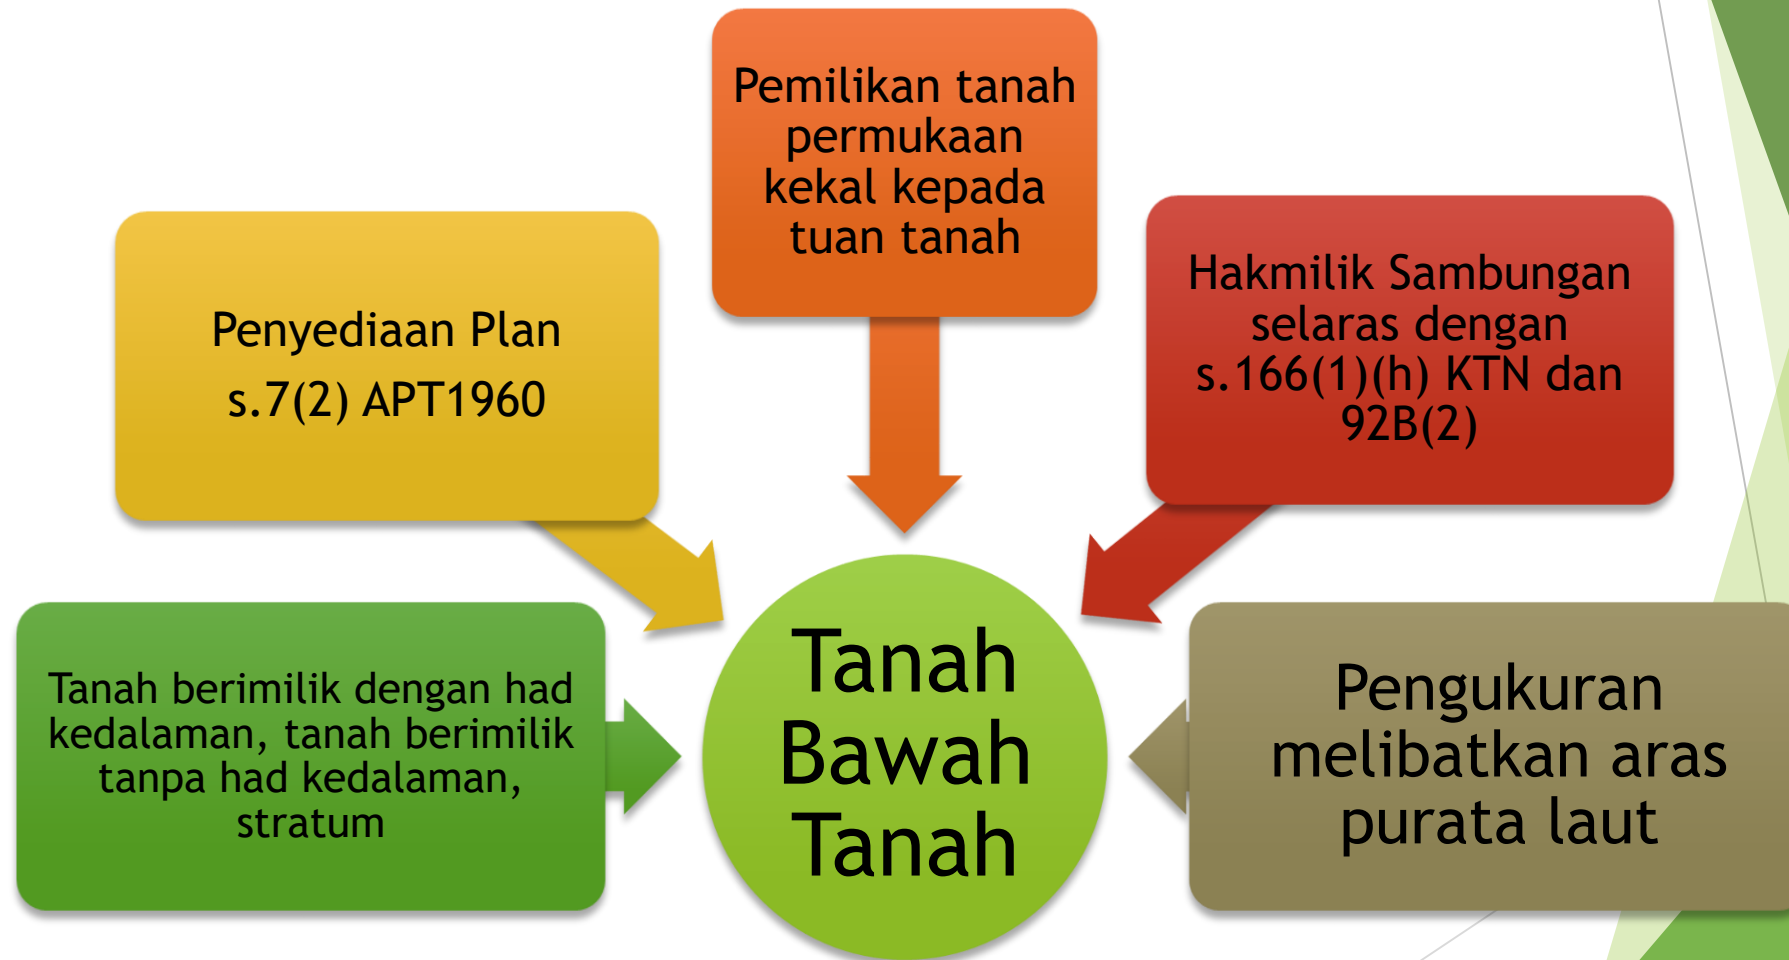 Pemilikan tanah
permukaan
kekal kepada
tuan tanah
Penyediaan Plan
s.7(2) APT1960
Hakmilik Sambungan
selaras dengan
s.166(1)(h) KTN dan
92B(2)
Tanah berimilik dengan had
kedalaman, tanah berimilik
tanpa had kedalaman,
stratum
Tanah
Bawah
Tanah
Pengukuran
melibatkan aras
purata laut